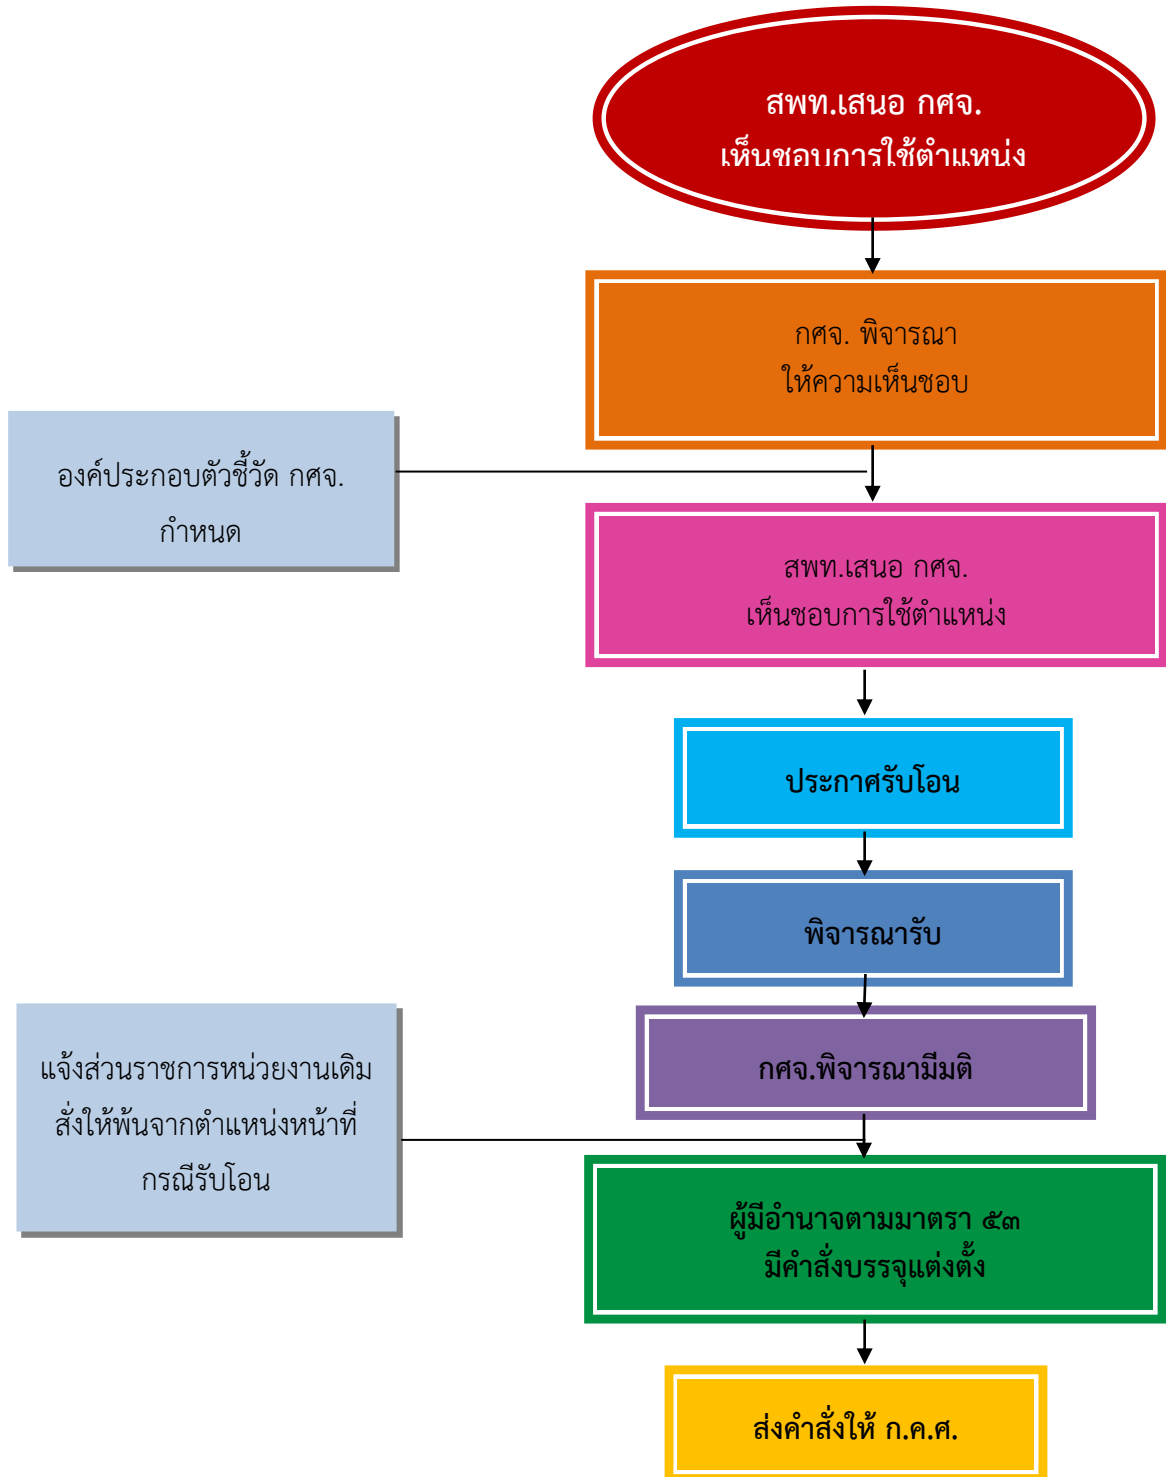 สพท.เสนอ กศจ.
เห็นชอบการใช้ตำแหน่ง
กศจ. พิจารณา
ให้ความเห็นชอบ
องค์ประกอบตัวชี้วัด กศจ.
กำหนด
สพท.เสนอ กศจ.
เห็นชอบการใช้ตำแหน่ง
ประกาศรับโอน
พิจารณารับ
กศจ.พิจารณามีมติ
แจ้งส่วนราชการหน่วยงานเดิม
สั่งให้พ้นจากตำแหน่งหน้าที่
กรณีรับโอน
ผู้มีอำนาจตามมาตรา ๕๓
มีคำสั่งบรรจุแต่งตั้ง
ส่งคำสั่งให้ ก.ค.ศ.